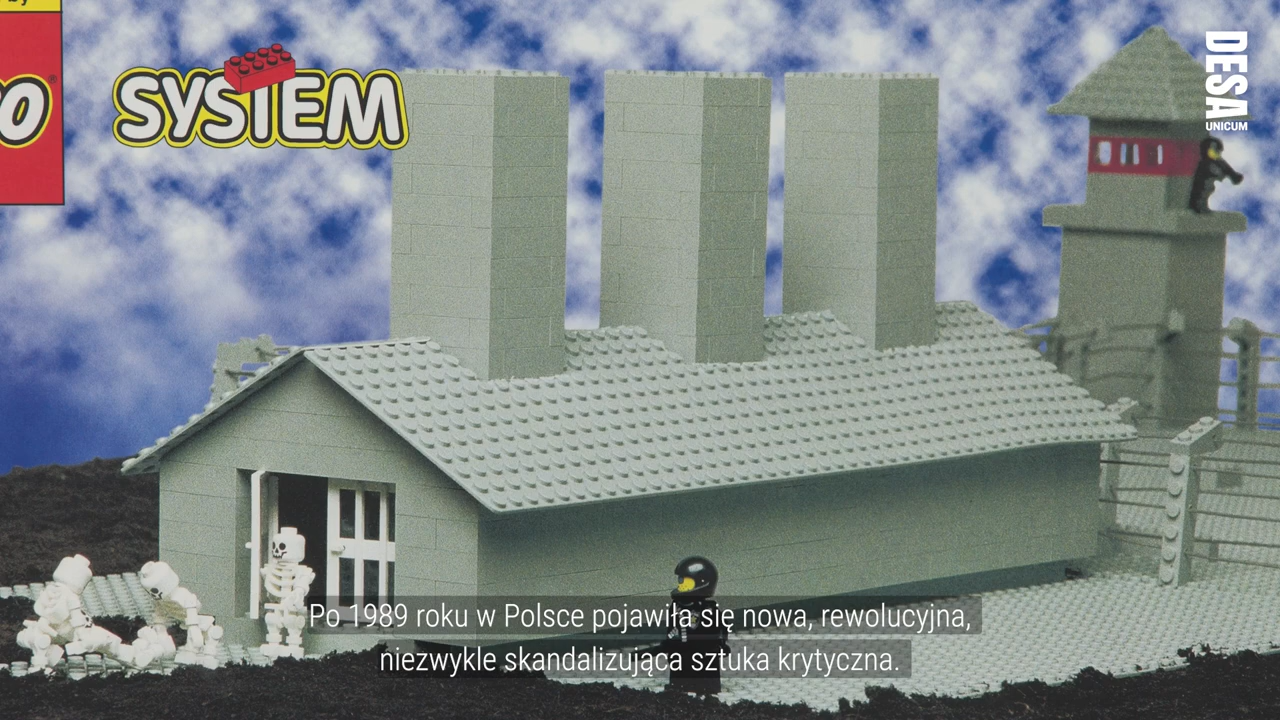 SYSTEM
DESA
UNICUM
Po 1989 roku w Polsce pojawiła się nowa, rewolucyjna,
niezwykle skandalizująca sztuka krytyczna.